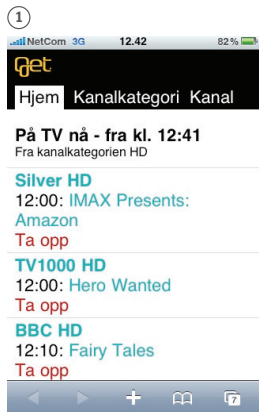 1
NetCom 3G 12.42 82 %
Get
Hjem Kanalkategori Kanal
På TV nå - fra kl. 12:41
Fra kanalkategorien HD
Silver HD
12:00: IMAX Presents:
Amazon
Ta opp
TV1000 HD
12:00: Hero Wanted
Ta opp
BBC HD
12:10: Fairy Tales
Ta opp
7